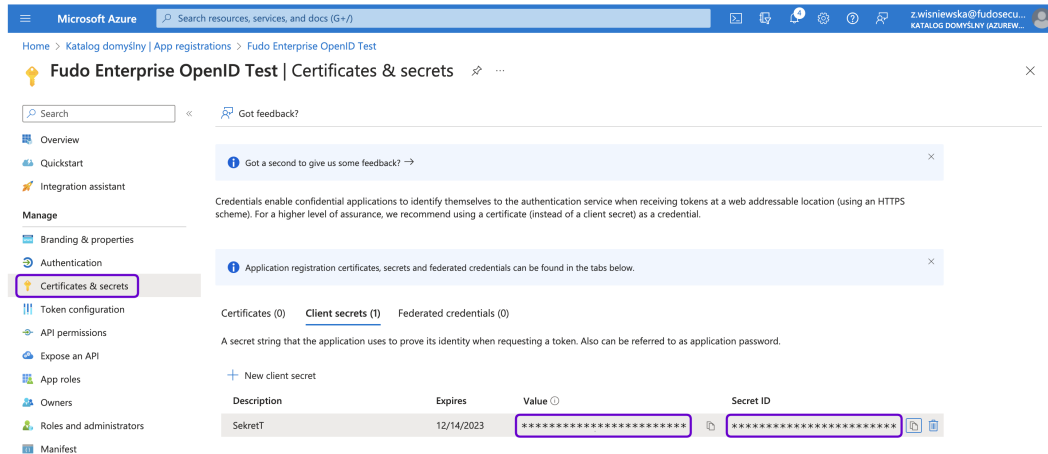 Microsoft Azure
Search resources, services, and docs (G+/)
4
z.wisniewska@fudosecu...
KATALOG DOMYŚLNY (AZUREW...
Home > Katalog domyślny | App registrations > Fudo Enterprise OpenID Test
Fudo Enterprise OpenID Test | Certificates & secrets
Search
Got feedback?
Overview
Quickstart
Integration assistant
Manage
Branding & properties
Authentication
Certificates & secrets
Token configuration
API permissions
Expose an API
App roles
Owners
Roles and administrators
Manifest
Got a second to give us some feedback? →
Credentials enable confidential applications to identify themselves to the authentication service when receiving tokens at a web addressable location (using an HTTPS
scheme). For a higher level of assurance, we recommend using a certificate (instead of a client secret) as a credential.
Application registration certificates, secrets and federated credentials can be found in the tabs below.
Certificates (0) Client secrets (1) Federated credentials (0)
A secret string that the application uses to prove its identity when requesting a token. Also can be referred to as application password.
+ New client secret
Description Expires Value Secret ID
SekretT 12/14/2023 ************************ ************************